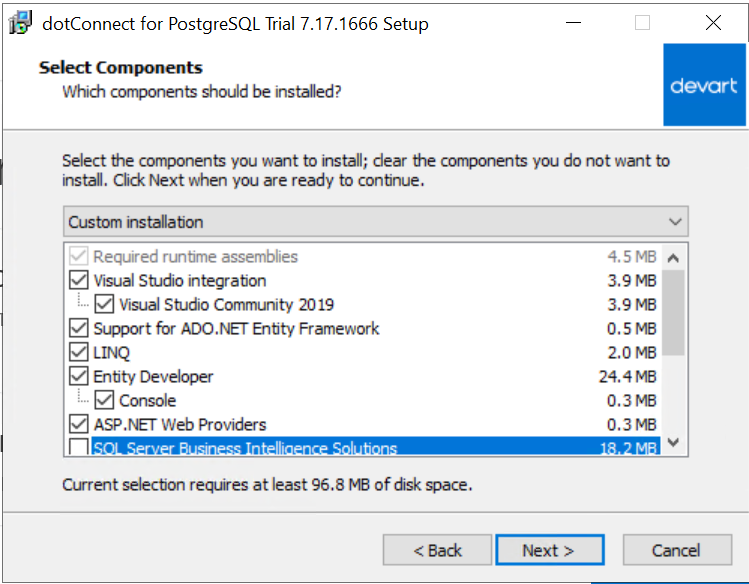 dotConnect for PostgreSQL Trial 7.17.1666 Setup
Select Components
Which components should be installed?
devart
Select the components you want to install; clear the components you do not want to
install. Click Next when you are ready to continue.
Custom installation
Required runtime assemblies 4.5 MB
Visual Studio integration 3.9 MB
Visual Studio Community 2019 3.9 MB
Support for ADO.NET Entity Framework 0.5 MB
LINQ 2.0 MB
Entity Developer 24.4 MB
Console 0.3 MB
ASP.NET Web Providers 0.3 MB
SQL Server Business Intelligence Solutions 18.2 MB
Current selection requires at least 96.8 MB of disk space.
< Back Next > Cancel